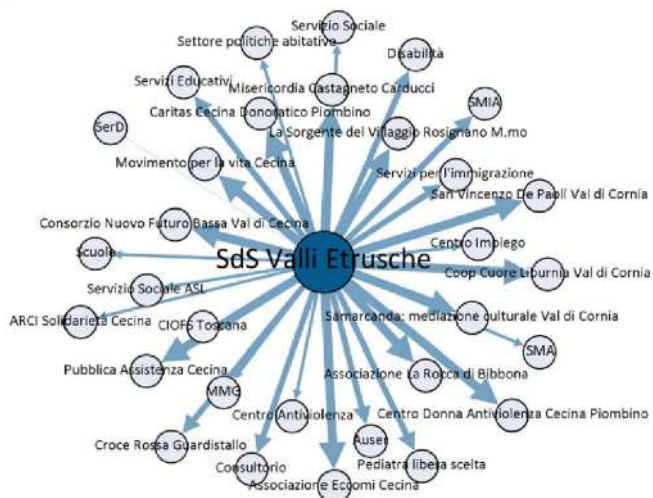 Servizio Sociale
Settore politiche abitative
Disabilità
Servizi Educativi
Misericordia Castagneto Carducci
SMIA
Caritas Cecina Donoratico Piombino
SerD
La Sorgente del Villaggio Rosignano M.mo
Movimento per la vita Cecina
Servizi per l'immigrazione
San Vincenzo De Paoli Val di Cornia
Consorzio Nuovo Futuro Bassa Val di Cecina
Centro Impiego
Scuole
SdS Valli Etrusche
Coop Cuore Liburnia Val di Cornia
Servizio Sociale ASL
ARCI Solidarietà Cecina
CIOFS Toscana
Samarcanda: mediazione culturale Val di Cornia
SMA
Pubblica Assistenza Cecina
Associazione La Rocca di Bibbona
MMG
Centro Antiviolenza
Centro Donna Antiviolenza Cecina Piombino
Croce Rossa Guardistallo
Auser
Consultorio
Pediatra libera scelta
Associazione Eccomi Cecina